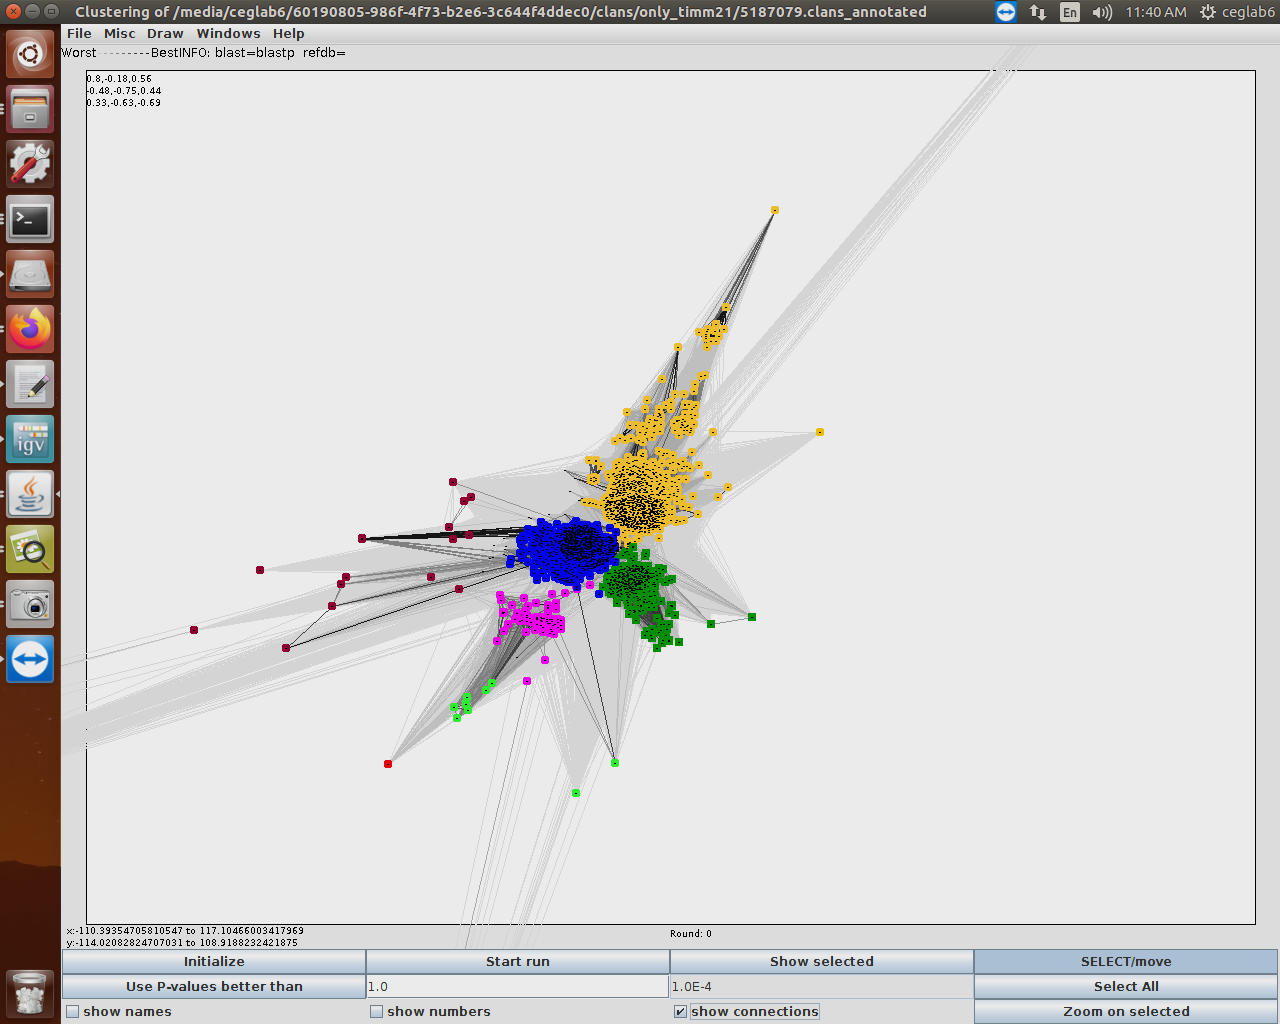 Clustering of /media/ceglab6/60190805-986f-4f73-b2e6-3c644f4ddec0/clans/only_timm21/5187079.clans_annotated
En
11:40 AM
ceglab6
File Misc Draw Windows Help
Worst ---------BestINFO: blast=blastp refdb=
0.8,-0.18,0.56
-0.48,-0.75,0.44
0.33,-0.63,-0.69
igv
x:-110.39354705810547 to 117.10466003417969
y:-114.02082824707031 to 108.9188232421875
Round: 0
Initialize
Start run
Show selected
SELECT/move
Use P-values better than
1.0
1.0E-4
Select All
show names
show numbers
show connections
Zoom on selected